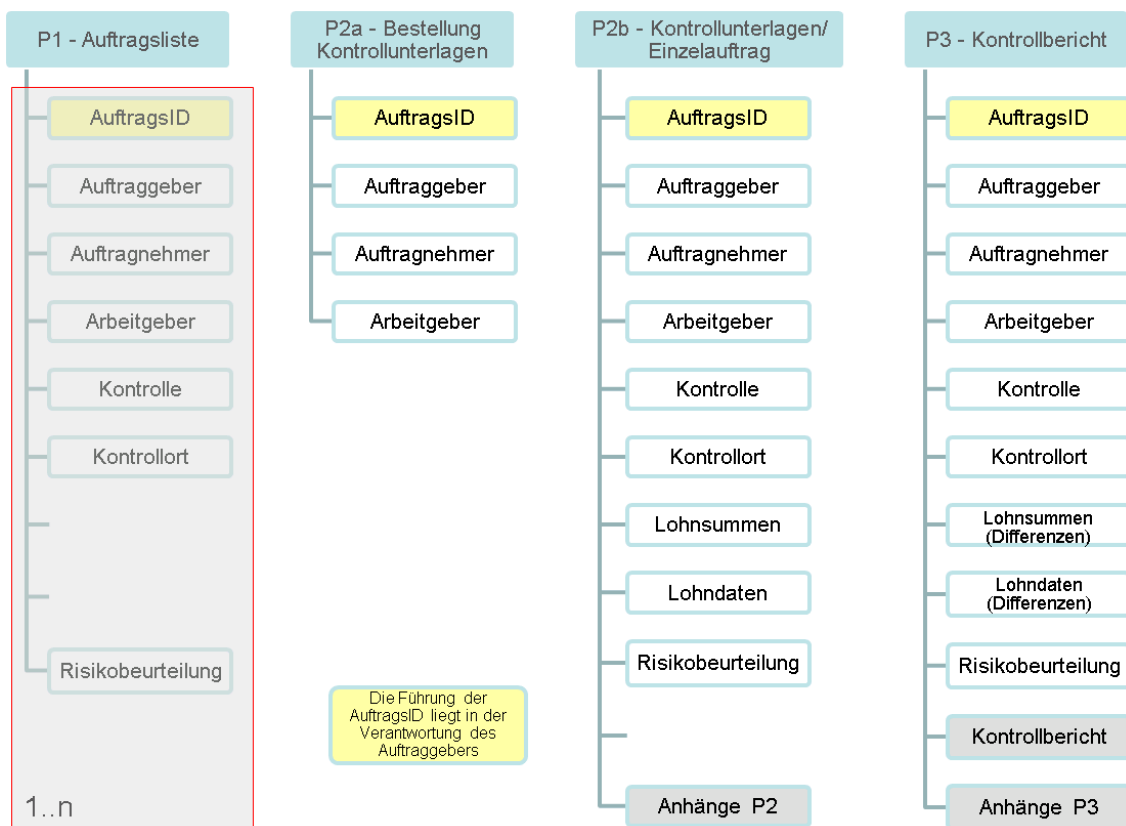 P1 - Auftragsliste
AuftragsID
Auftraggeber
Auftragnehmer
Arbeitgeber
Kontrolle
Kontrollort
Risikobeurteilung
1..n
P2a - Bestellung
Kontrollunterlagen
AuftragsID
Auftraggeber
Auftragnehmer
Arbeitgeber
Die Führung der
AuftragsID liegt in der
Verantwortung des
Auftraggebers
P2b - Kontrollunterlagen/
Einzelauftrag
AuftragsID
Auftraggeber
Auftragnehmer
Arbeitgeber
Kontrolle
Kontrollort
Lohnsummen
Lohndaten
Risikobeurteilung
Anhänge P2
P3 - Kontrollbericht
AuftragsID
Auftraggeber
Auftragnehmer
Arbeitgeber
Kontrolle
Kontrollort
Lohnsummen
(Differenzen)
Lohndaten
(Differenzen)
Risikobeurteilung
Kontrollbericht
Anhänge P3